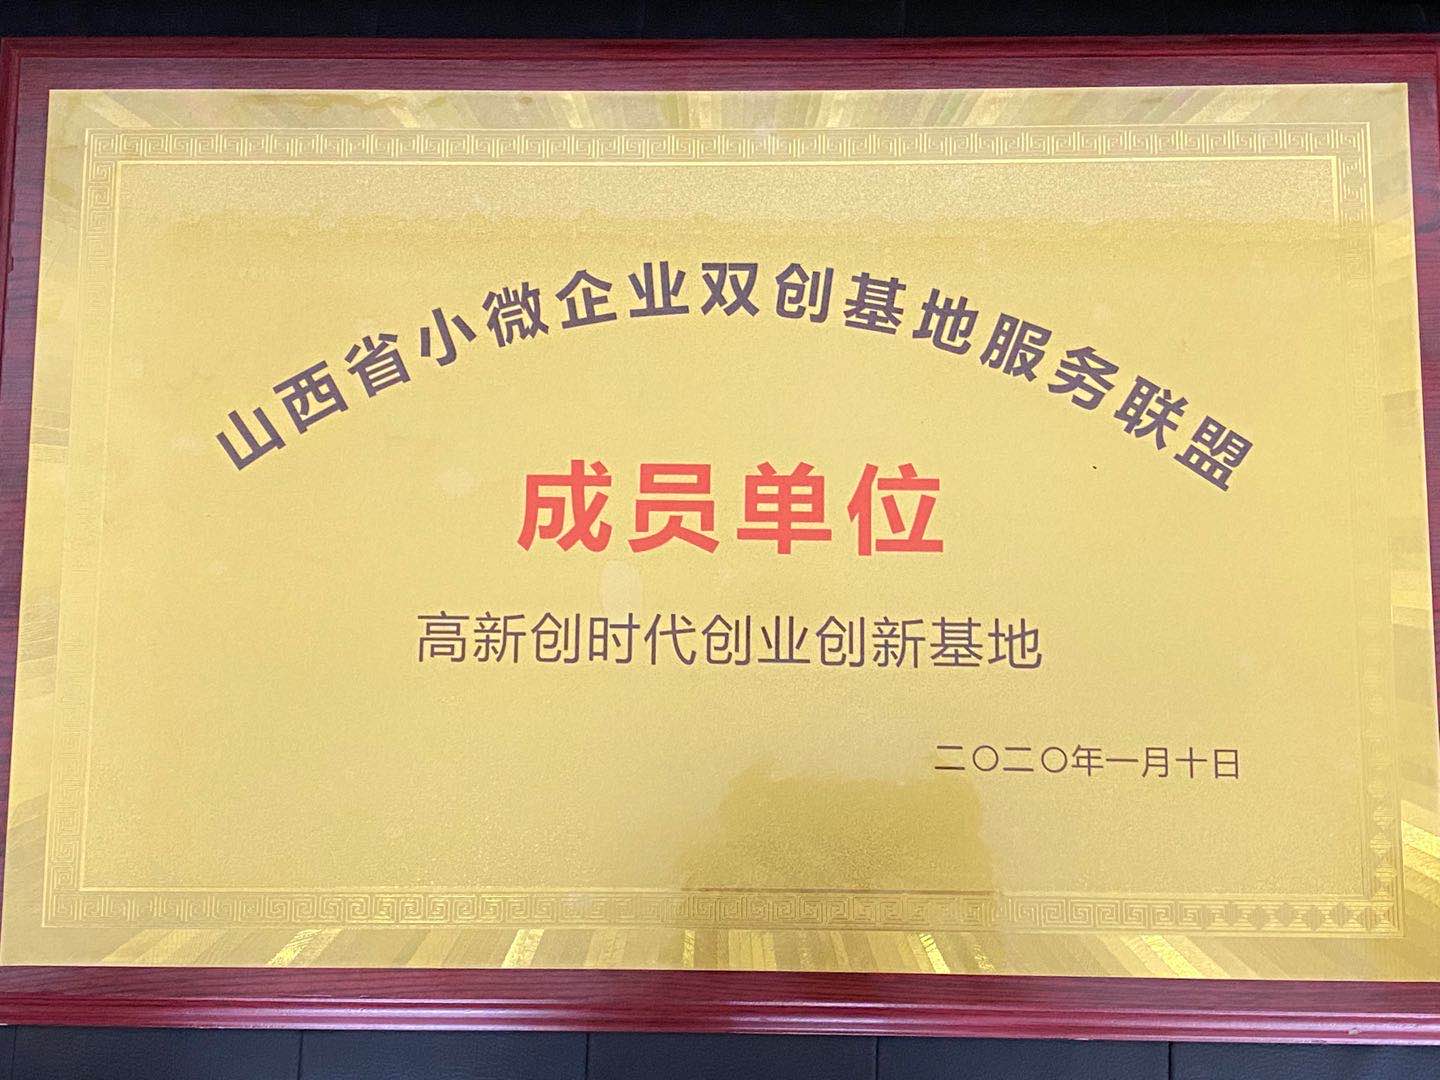 山西省小微企业双创基地服务联盟
成员单位
高新创时代创业创新基地
二〇二〇年一月十日